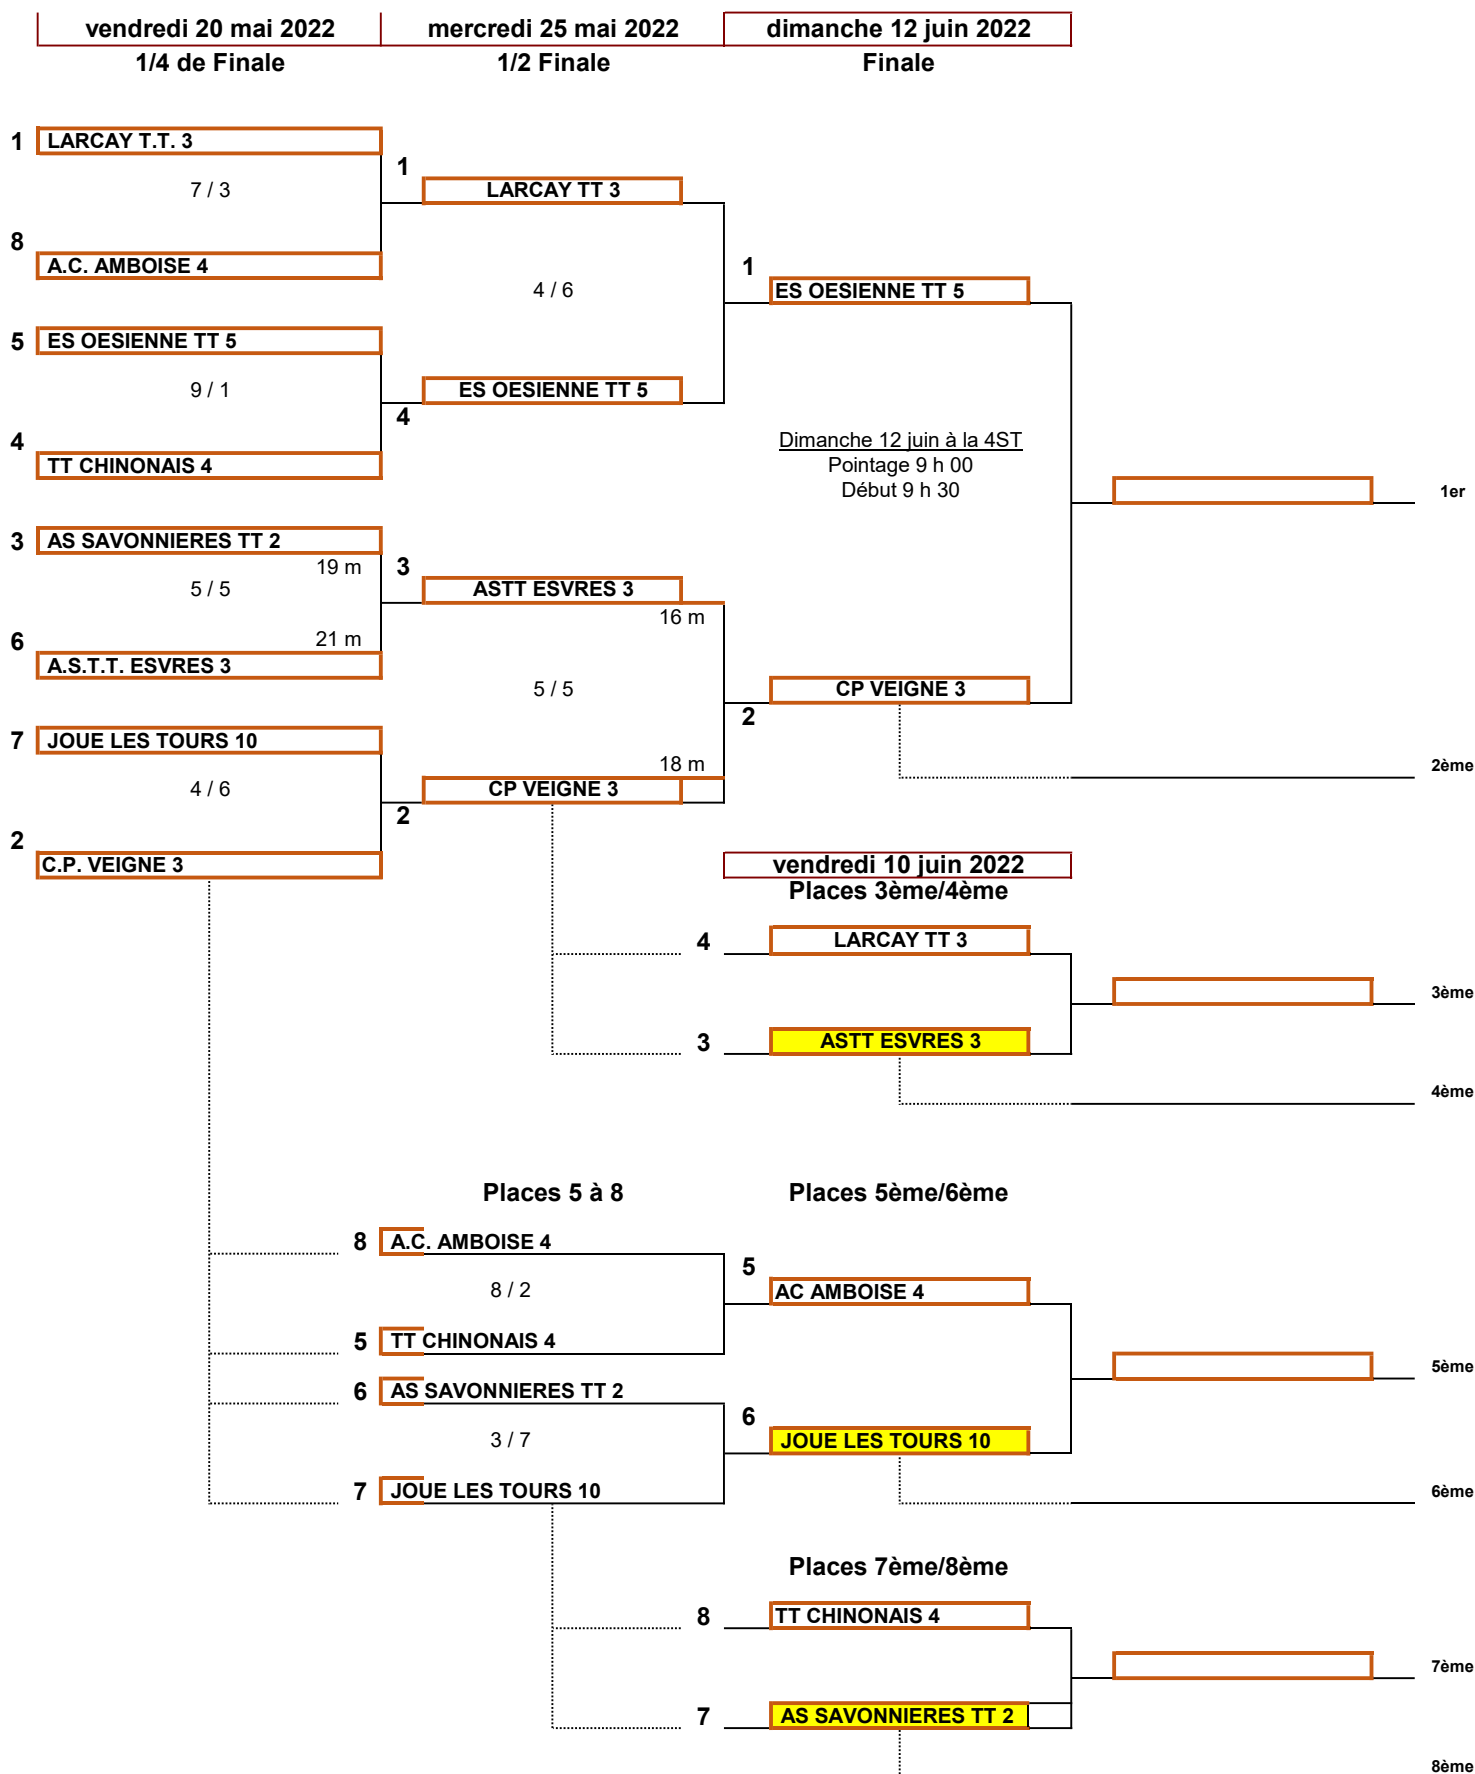 vendredi 20 mai 2022 mercredi 25 mai 2022 dimanche 12 juin 2022
1/4 de Finale 1/2 Finale Finale
1 LARCAY T.T. 3
1
7 / 3 LARCAY TT 3
8
A.C. AMBOISE 4 1
4 / 6 ES OESIENNE TT 5
5 ES OESIENNE TT 5
9 / 1 ES OESIENNE TT 5
4
4 Dimanche 12 juin à la 4ST
TT CHINONAIS 4 Pointage 9 h 00
Début 9 h 30 1er
3 AS SAVONNIERES TT 2
19 m 3
5 / 5 ASTT ESVRES 3
16 m
6 21 m
A.S.T.T. ESVRES 3
5 / 5 CP VEIGNE 3
2
7 JOUE LES TOURS 10
18 m 2ème
4 / 6 CP VEIGNE 3
2
2
C.P. VEIGNE 3 vendredi 10 juin 2022
Places 3ème/4ème
4 LARCAY TT 3
3ème
3 ASTT ESVRES 3
4ème
Places 5 à 8 Places 5ème/6ème
8 A.C. AMBOISE 4
5
8 / 2 AC AMBOISE 4
5 TT CHINONAIS 4
5ème
6 AS SAVONNIERES TT 2
6
3 / 7 JOUE LES TOURS 10
7 JOUE LES TOURS 10 6ème
Places 7ème/8ème
8 TT CHINONAIS 4
7ème
7 AS SAVONNIERES TT 2
8ème